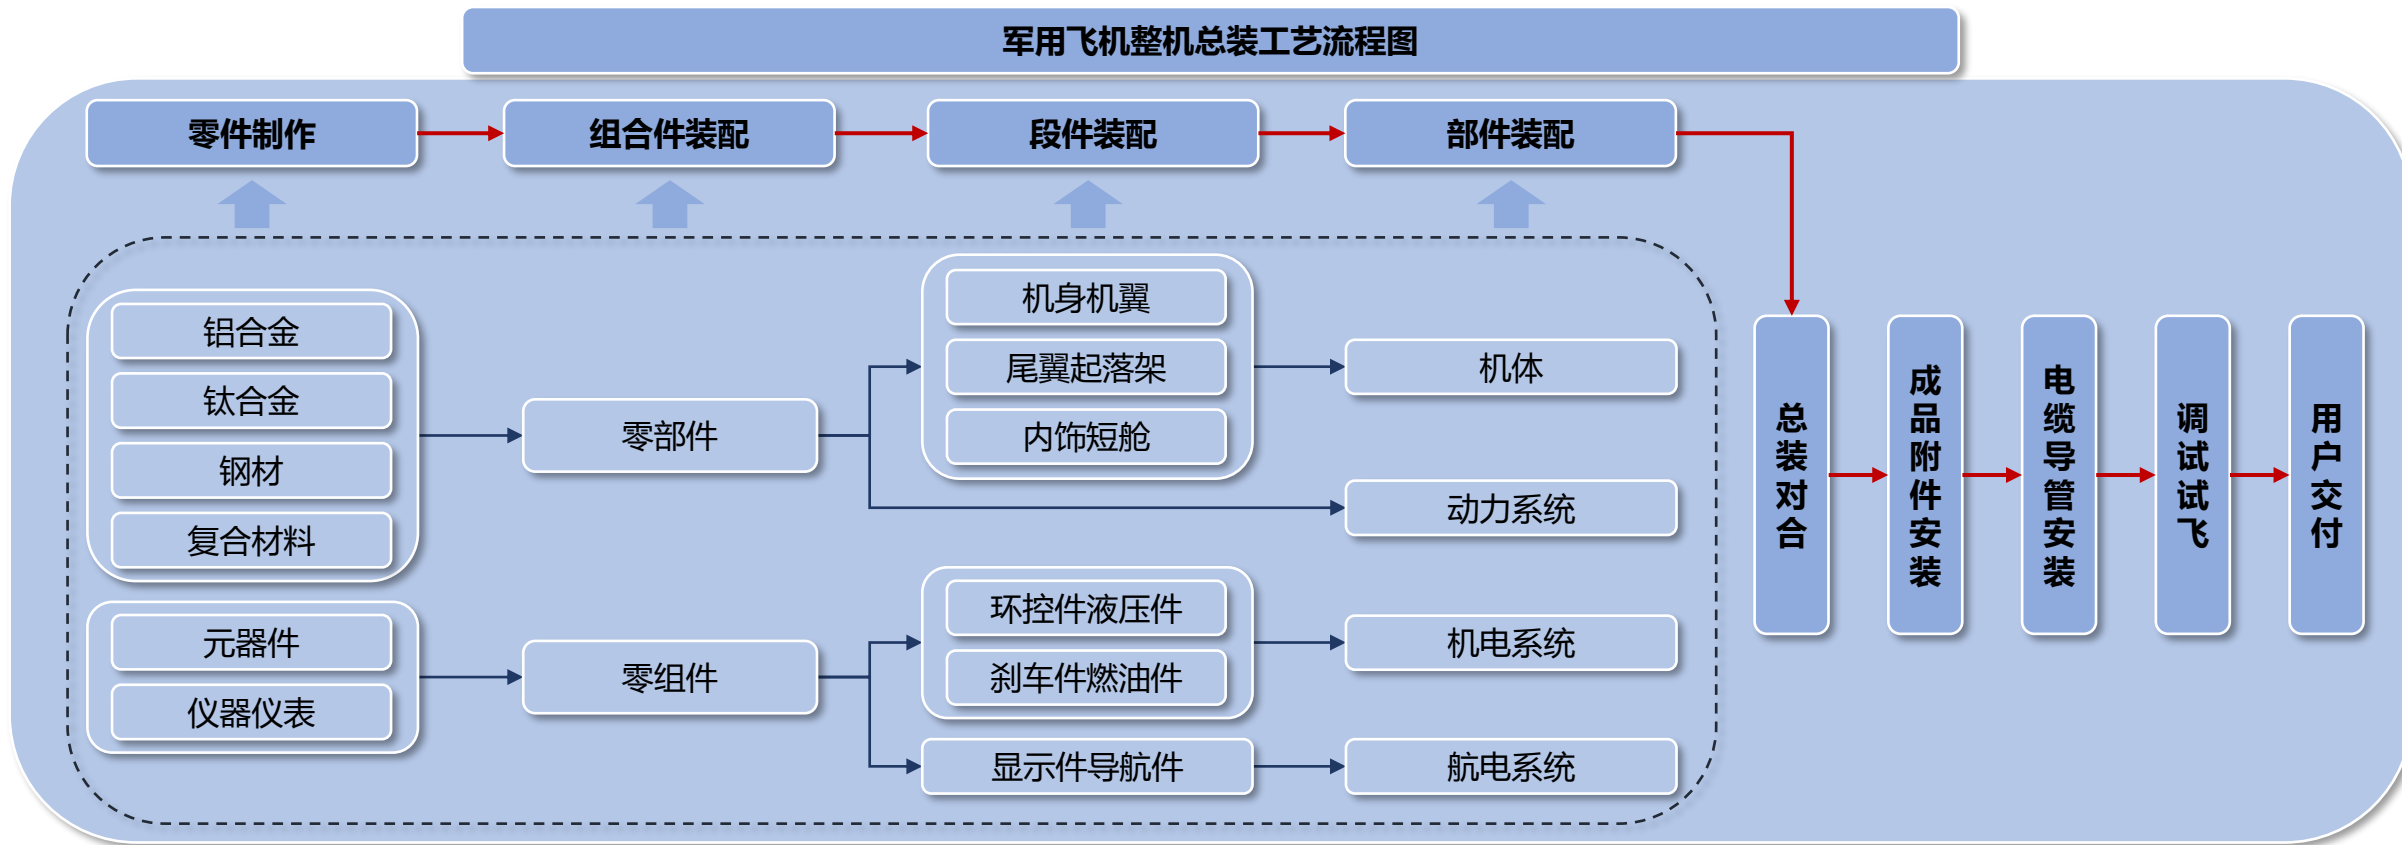 军用飞机整机总装工艺流程图
零件制作
组合件装配
段件装配
部件装配
铝合金
钛合金
钢材
复合材料
元器件
仪器仪表
零部件
零组件
机身机翼
尾翼起落架
内饰短舱
环控件液压件
刹车件燃油件
显示件导航件
机体
动力系统
机电系统
航电系统
总装对合
成品附件安装
电缆导管安装
调试试飞
用户交付